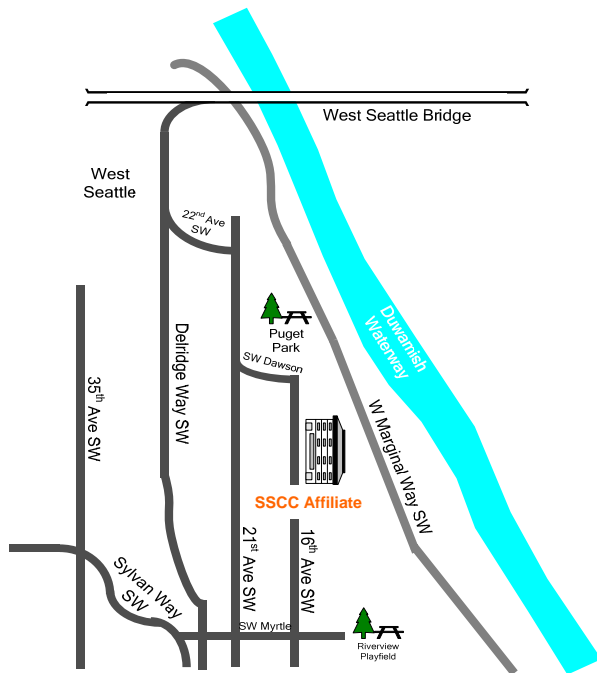 West Seattle Bridge
West
Seattle
22nd Ave
SW
Puget
Park
SW Dawson
Duwamish
Waterway
Delridge Way SW
35th Ave SW
W Marginal Way SW
SSCC Affiliate
21st Ave SW
16th Ave SW
Sylvan Way
SW
SW Myrtle
Riverview
Playfield